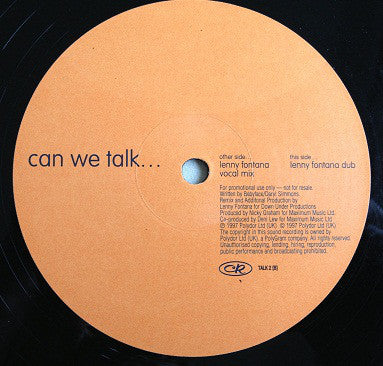 can we talk...
other side...
lenny fontana
vocal mix
this side...
lenny fontana dub
For promotional use only — not for resale.
Written by Babyface/Daryl Simmons.
Remix and Additional Production by
Lenny Fontana for Down Under Productions.
Produced by Nicky Graham for Maximum Music Ltd.
Co-produced by Deni Lew for Maximum Music Ltd.
℗ 1997 Polydor Ltd (UK). © 1997 Polydor Ltd (UK).
The copyright in this sound recording is owned by
Polydor Ltd (UK), a PolyGram company. All rights reserved.
Unauthorised copying, lending, hiring, reproduction,
public performance and broadcasting prohibited.
TALK 2 [B]